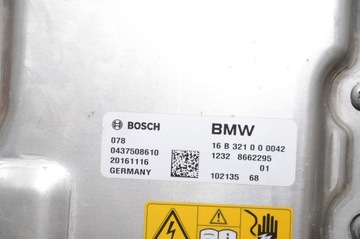 BOSCH
BMW
078
16 B 321 0 0 0042
0437508610
1232 8662295
20161116
01
GERMANY
102135 68